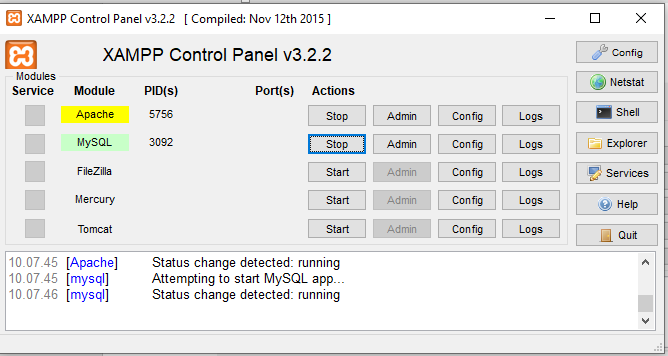 XAMPP Control Panel v3.2.2 [ Compiled: Nov 12th 2015 ]
XAMPP Control Panel v3.2.2
Modules
Service Module PID(s) Port(s) Actions
Apache 5756 Stop Admin Config Logs
MySQL 3092 Stop Admin Config Logs
FileZilla Start Admin Config Logs
Mercury Start Admin Config Logs
Tomcat Start Admin Config Logs
Config
Netstat
Shell
Explorer
Services
Help
Quit
10.07.45 [Apache] Status change detected: running
10.07.45 [mysql] Attempting to start MySQL app...
10.07.46 [mysql] Status change detected: running